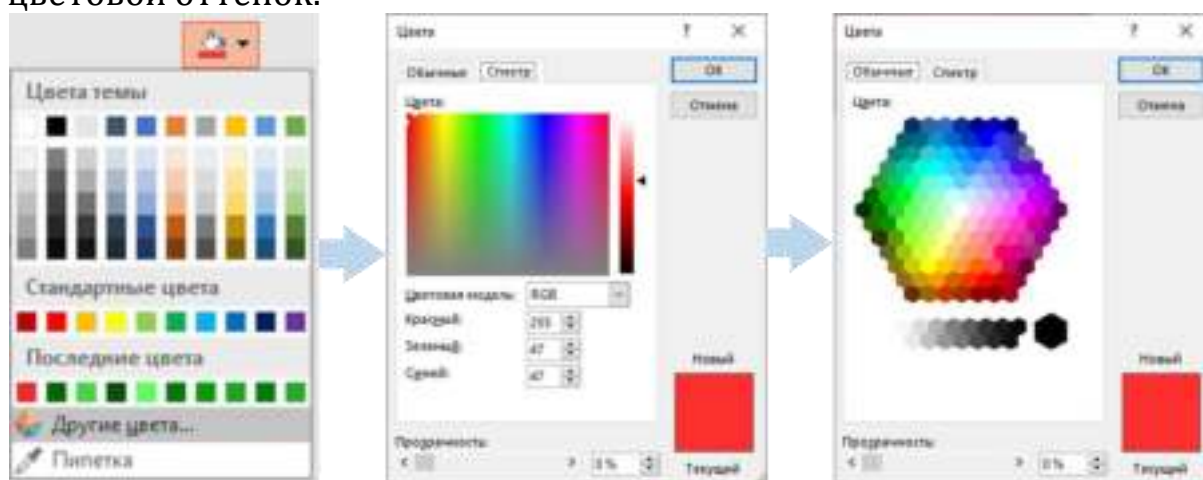 цветовой оттенок.
Цвета темы
Стандартные цвета
Последние цвета
Другие цвета...
Пипетка
Цвета ? ×
Обычные Спектр
ОК
Отмена
Цвета:
Цветовая модель: RGB
Красный: 255
Зеленый: 47
Синий: 47
Новый
Текущий
Прозрачность:
< > 0 %
Цвета ? ×
Обычные Спектр
ОК
Отмена
Цвета:
Новый
Текущий
Прозрачность:
< > 0 %